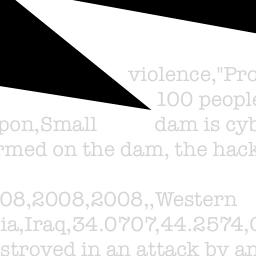 violence,"Pro
100 people
pon,Small dam is cyb
rmed on the dam, the hack
08,2008,2008,,Western
ia,Iraq,34.0707,44.2574,0
stroyed in an attack by an